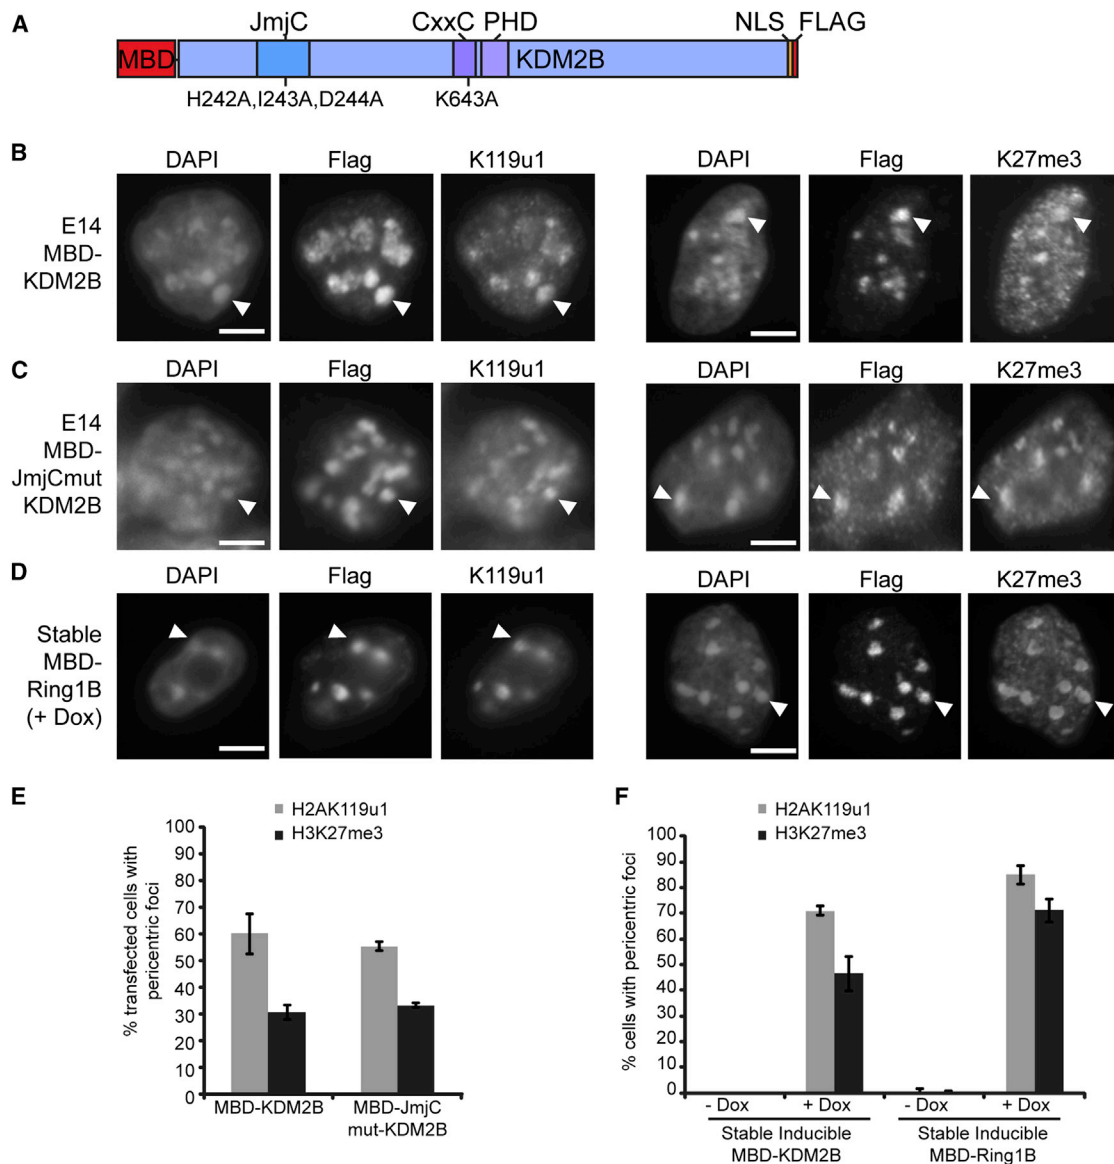 A
JmjC CxxC PHD NLS FLAG
MBD KDM2B
H242A,I243A,D244A K643A
B
DAPI Flag K119u1 DAPI Flag K27me3
E14
MBD-
KDM2B
C
DAPI Flag K119u1 DAPI Flag K27me3
E14
MBD-
JmjCmut
KDM2B
D
DAPI Flag K119u1 DAPI Flag K27me3
Stable
MBD-
Ring1B
(+ Dox)
E
H2AK119u1
H3K27me3
% transfected cells with
pericentric foci
100
90
80
70
60
50
40
30
20
10
0
MBD-KDM2B
MBD-JmjC
mut-KDM2B
F
H2AK119u1
H3K27me3
% cells with pericentric foci
100
90
80
70
60
50
40
30
20
10
0
- Dox + Dox - Dox + Dox
Stable Inducible
MBD-KDM2B
Stable Inducible
MBD-Ring1B